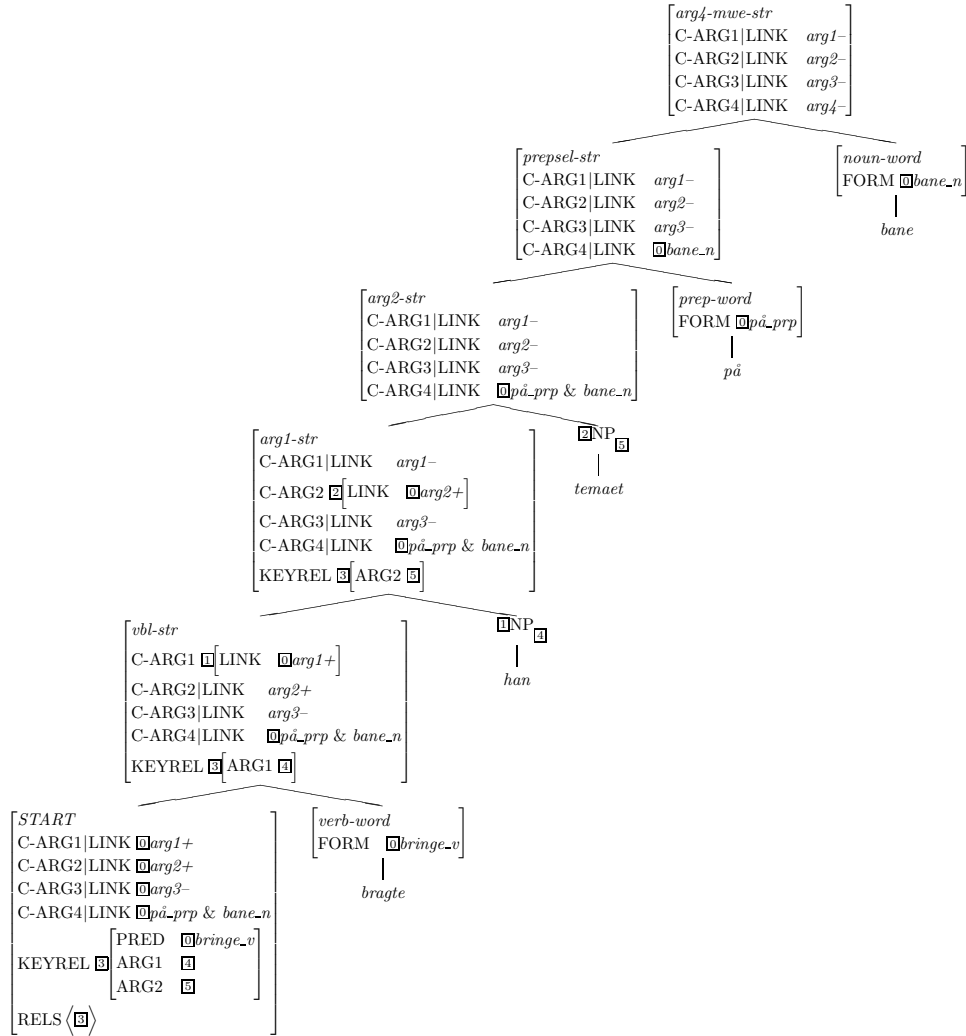 arg4-mwe-str
C-ARG1|LINK arg1–
C-ARG2|LINK arg2–
C-ARG3|LINK arg3–
C-ARG4|LINK arg4–
prepsel-str
C-ARG1|LINK arg1–
C-ARG2|LINK arg2–
C-ARG3|LINK arg3–
C-ARG4|LINK 0 bane_n
noun-word
FORM 0 bane_n
bane
arg2-str
C-ARG1|LINK arg1–
C-ARG2|LINK arg2–
C-ARG3|LINK arg3–
C-ARG4|LINK 0 på_prp & bane_n
prep-word
FORM 0 på_prp
på
arg1-str
C-ARG1|LINK arg1–
C-ARG2 2 [LINK 0 arg2+]
C-ARG3|LINK arg3–
C-ARG4|LINK 0 på_prp & bane_n
KEYREL 3 [ARG2 5]
2 NP 5
temaet
vbl-str
C-ARG1 1 [LINK 0 arg1+]
C-ARG2|LINK arg2+
C-ARG3|LINK arg3–
C-ARG4|LINK 0 på_prp & bane_n
KEYREL 3 [ARG1 4]
1 NP 4
han
START
C-ARG1|LINK 0 arg1+
C-ARG2|LINK 0 arg2+
C-ARG3|LINK 0 arg3–
C-ARG4|LINK 0 på_prp & bane_n
PRED 0 bringe_v
KEYREL 3 ARG1 4
ARG2 5
RELS ⟨3⟩
verb-word
FORM 0 bringe_v
bragte